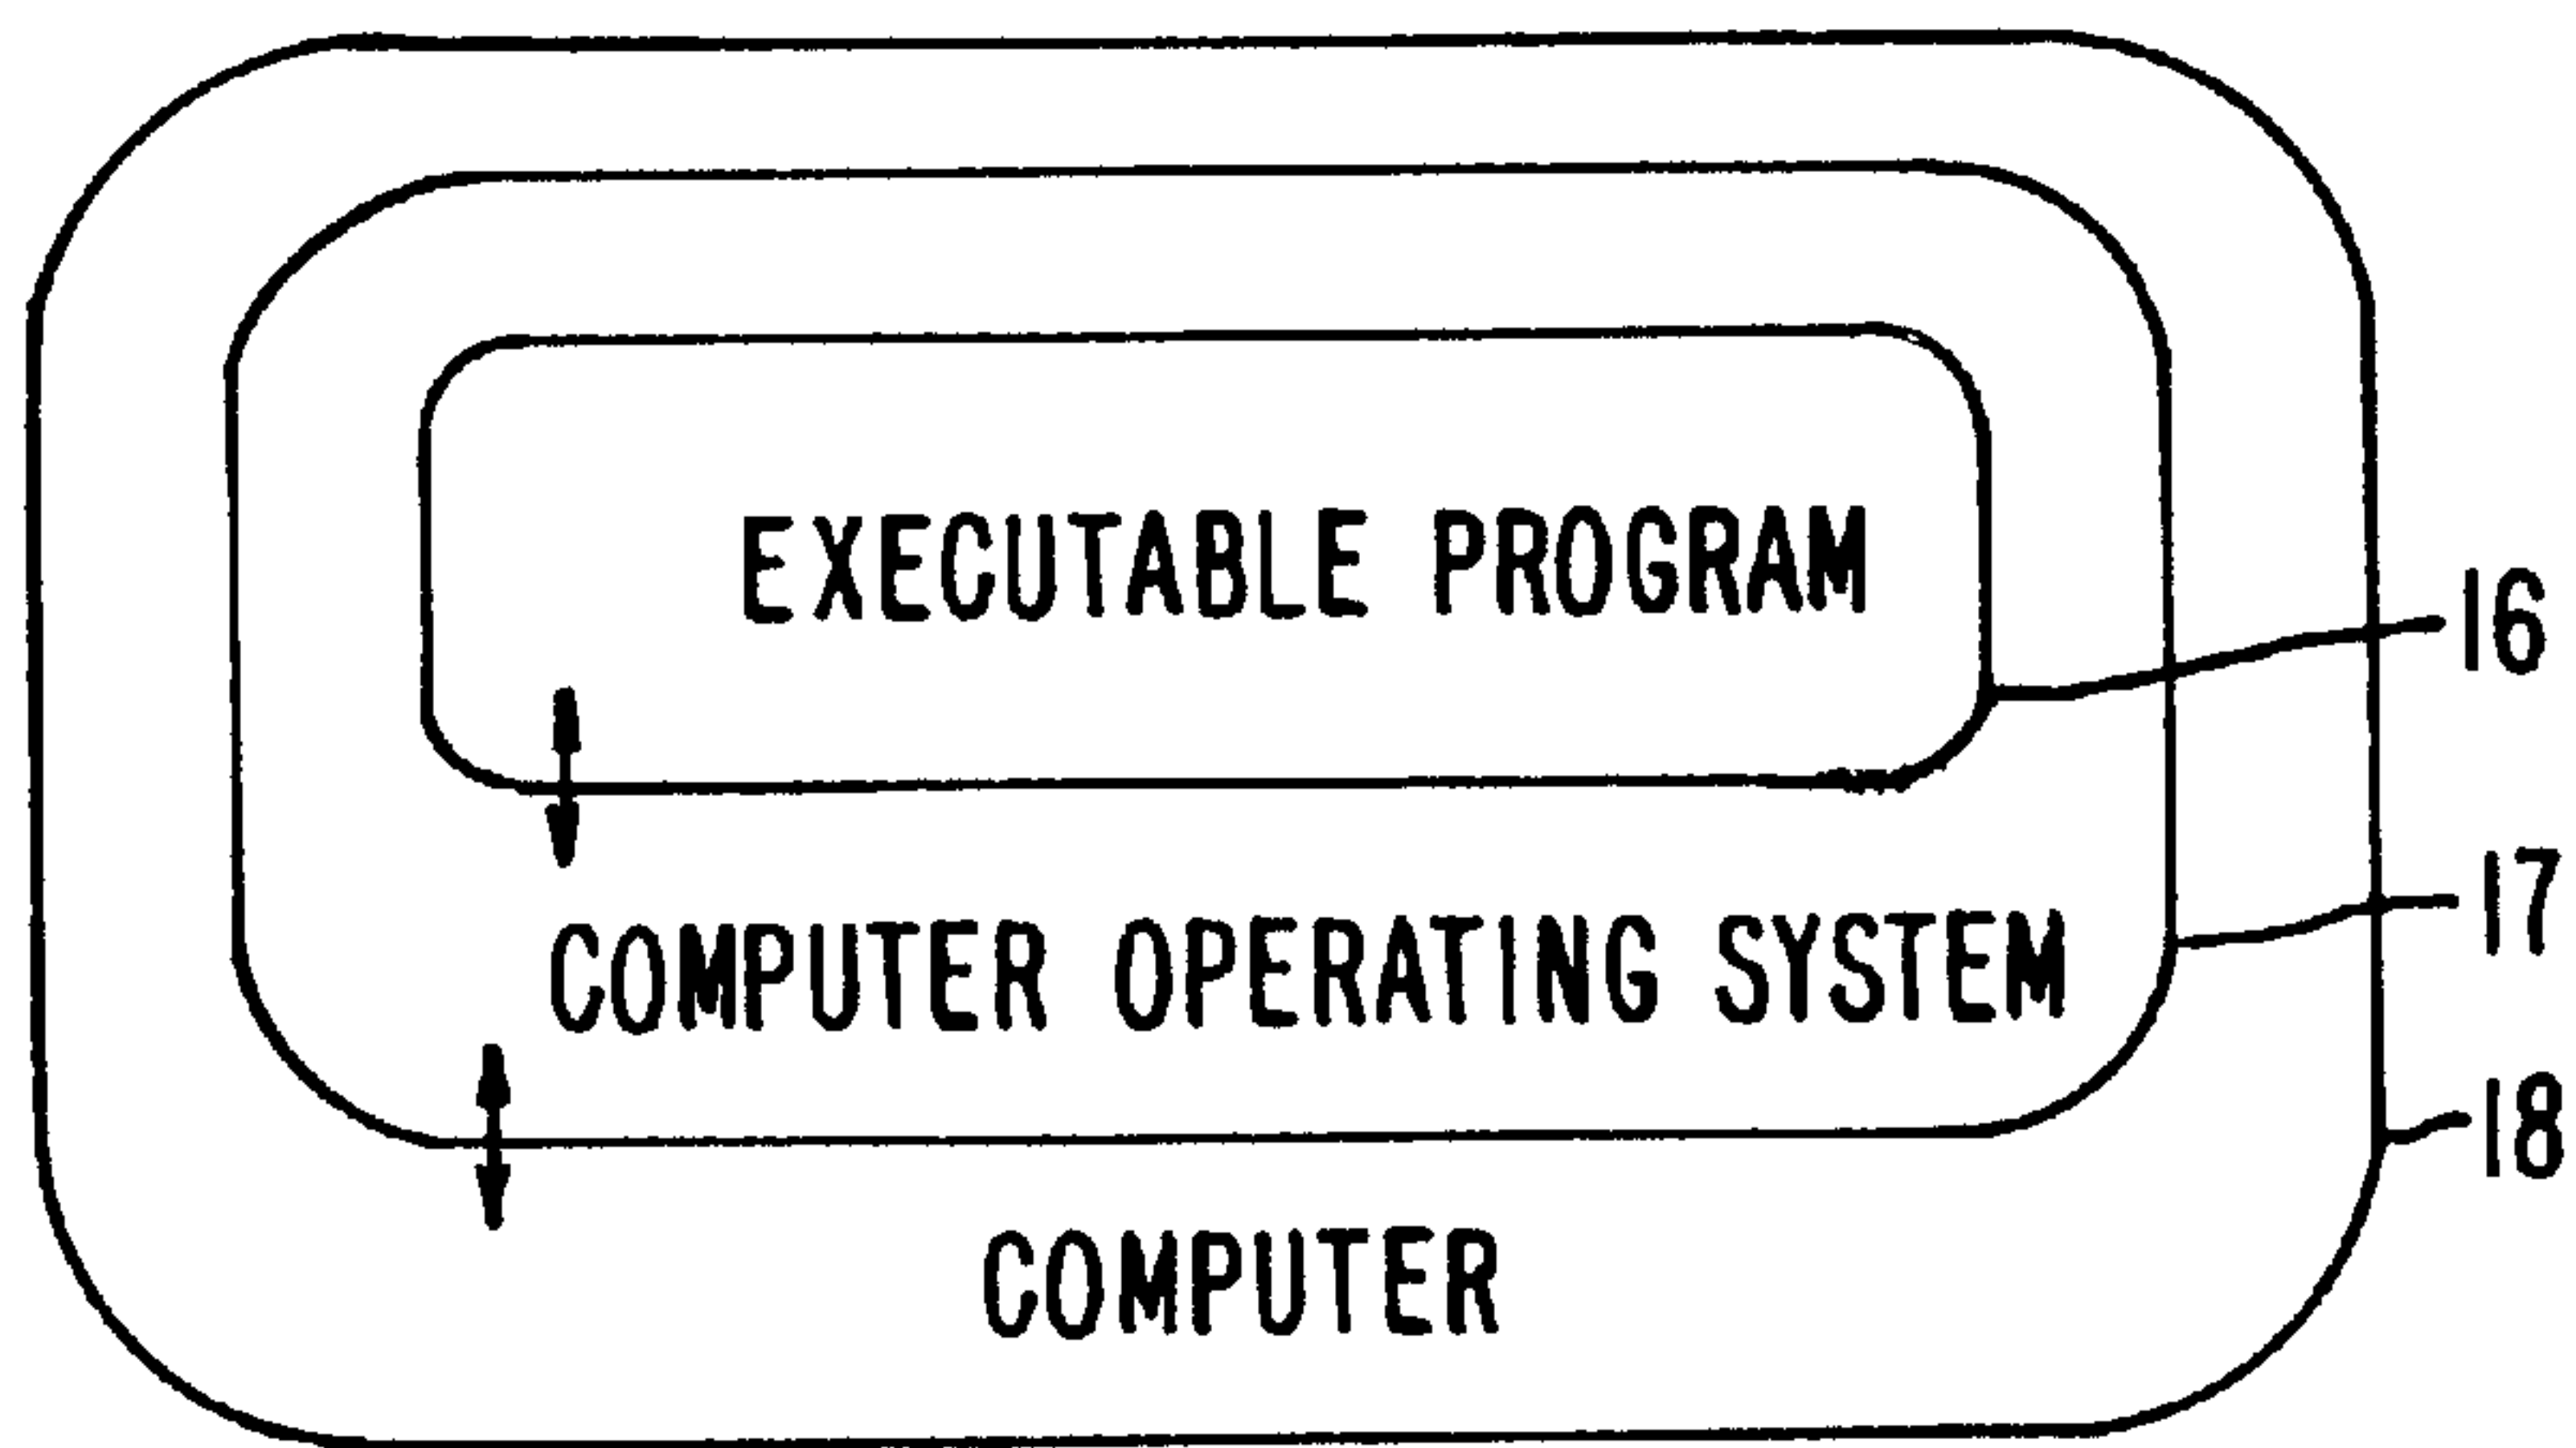 EXECUTABLE PROGRAM
16
17
COMPUTER OPERATING SYSTEM
18
COMPUTER